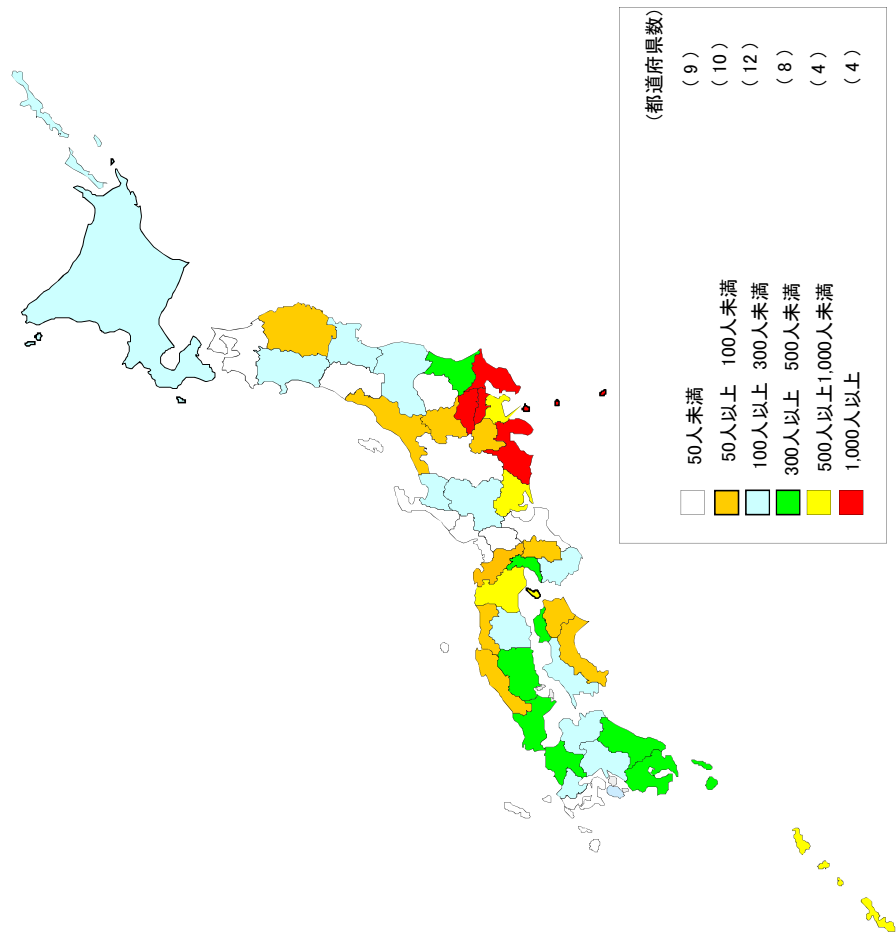 （都道府県数）
50人未満 （ 9 ）
50人以上 100人未満 （ 10 ）
100人以上 300人未満 （ 12 ）
300人以上 500人未満 （ 8 ）
500人以上1,000人未満 （ 4 ）
1,000人以上 （ 4 ）